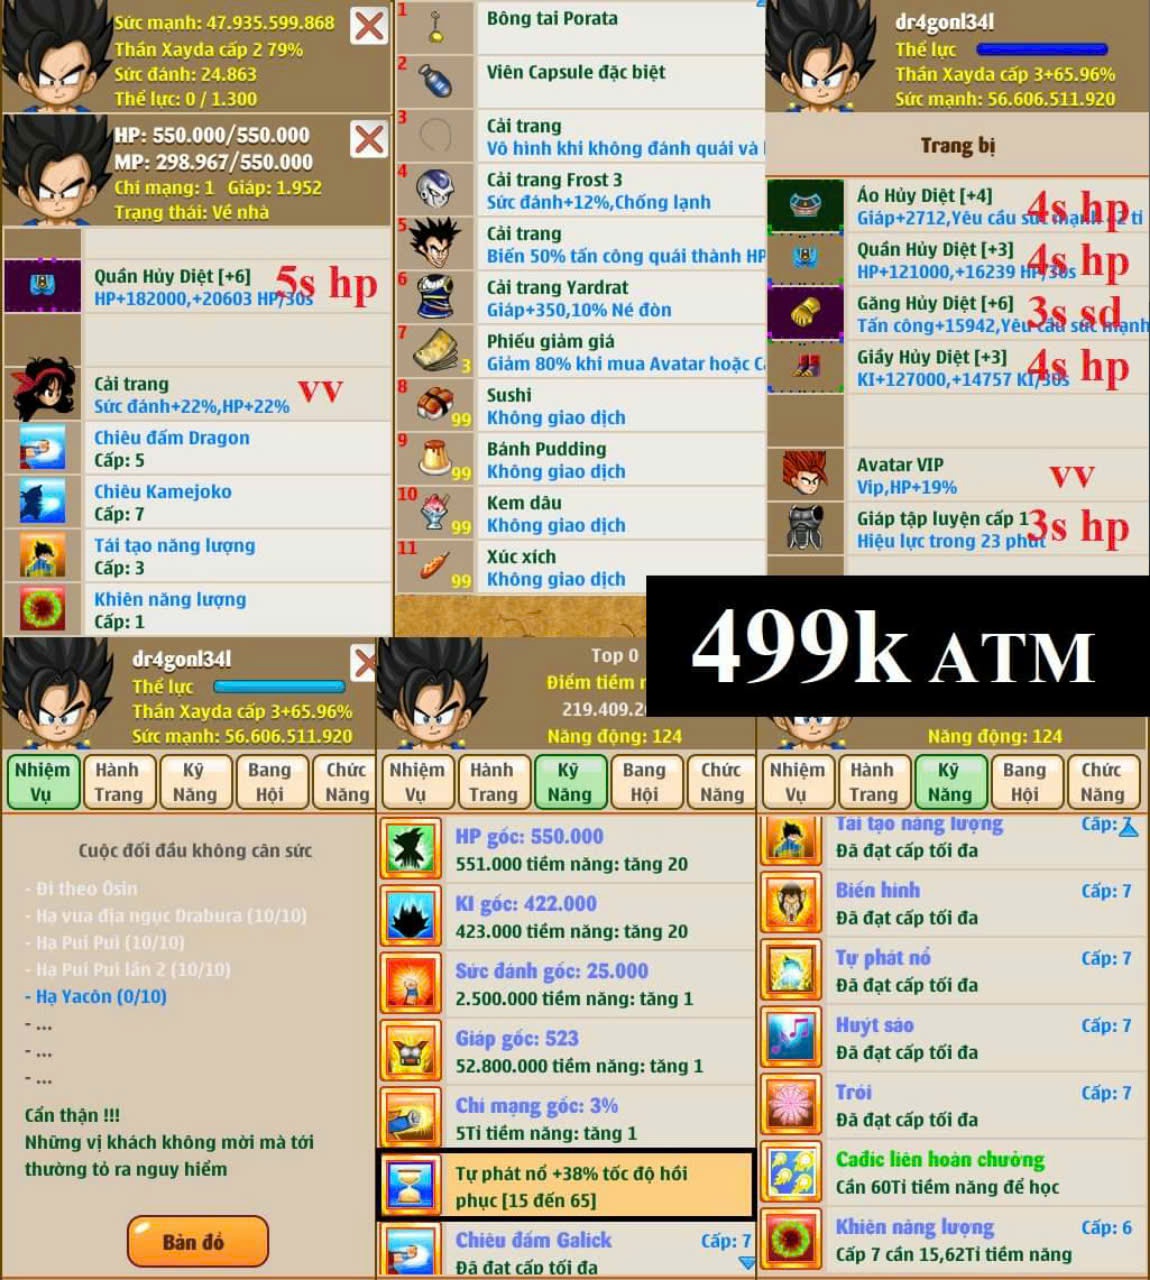 Sức mạnh: 47.935.599.868
Thần Xayda cấp 2 79%
Sức đánh: 24.863
Thể lực: 0 / 1.300
HP: 550.000/550.000
MP: 298.967/550.000
Chí mạng: 1 Giáp: 1.952
Trạng thái: Về nhà
Quần Hủy Diệt [+6]
HP+182000,+20603 HP/30s
5s hp
Cải trang
Sức đánh+22%,HP+22%
vv
Chiêu đấm Dragon
Cấp: 5
Chiêu Kamejoko
Cấp: 7
Tái tạo năng lượng
Cấp: 3
Khiên năng lượng
Cấp: 1
1
Bông tai Porata
2
Viên Capsule đặc biệt
3
Cải trang
Vô hình khi không đánh quái và
4
Cải trang Frost 3
Sức đánh+12%,Chống lạnh
5
Cải trang
Biến 50% tấn công quái thành HP
6
Cải trang Yardrat
Giáp+350,10% Né đòn
7
3
Phiếu giảm giá
Giảm 80% khi mua Avatar hoặc
8
99
Sushi
Không giao dịch
9
99
Bánh Pudding
Không giao dịch
10
99
Kem dâu
Không giao dịch
11
99
Xúc xích
Không giao dịch
dr4gonl34l
Thể lực
Thần Xayda cấp 3+65.96%
Sức mạnh: 56.606.511.920
Trang bị
Áo Hủy Diệt [+4]
Giáp+2712,Yêu cầu sức mạnh
4s hp
Quần Hủy Diệt [+3]
HP+121000,+16239 HP/30s
4s hp
Găng Hủy Diệt [+6]
Tấn công+15942,Yêu cầu sức mạnh
3s sd
Giầy Hủy Diệt [+3]
KI+127000,+14757 KI/30s
4s hp
Avatar VIP
Vip,HP+19%
vv
Giáp tập luyện cấp 1
Hiệu lực trong 23 phút
3s hp
499k ATM
dr4gonl34l
Thể lực
Thần Xayda cấp 3+65.96%
Sức mạnh: 56.606.511.920
Nhiệm Vụ
Hành Trang
Kỹ Năng
Bang Hội
Chức Năng
Cuộc đối đầu không cân sức
- Đi theo Ôsin
- Hạ vua địa ngục Drabura (10/10)
- Hạ Pui Pui (10/10)
- Hạ Pui Pui lần 2 (10/10)
- Hạ Yacôn (0/10)
- ...
- ...
- ...
Cẩn thận !!!
Những vị khách không mời mà tới
thường tỏ ra nguy hiểm
Bản đồ
Top 0
Điểm tiềm
219.409.2
Năng động: 124
Nhiệm Vụ
Hành Trang
Kỹ Năng
Bang Hội
Chức Năng
HP gốc: 550.000
551.000 tiềm năng: tăng 20
KI gốc: 422.000
423.000 tiềm năng: tăng 20
Sức đánh gốc: 25.000
2.500.000 tiềm năng: tăng 1
Giáp gốc: 523
52.800.000 tiềm năng: tăng 1
Chí mạng gốc: 3%
5Tỉ tiềm năng: tăng 1
Tự phát nổ +38% tốc độ hồi
phục [15 đến 65]
Chiêu đấm Galick
Cấp: 7
Đã đạt cấp tối đa
Năng động: 124
Nhiệm Vụ
Hành Trang
Kỹ Năng
Bang Hội
Chức Năng
Tái tạo năng lượng
Cấp: 7
Đã đạt cấp tối đa
Biến hình
Cấp: 7
Đã đạt cấp tối đa
Tự phát nổ
Cấp: 7
Đã đạt cấp tối đa
Huýt sáo
Cấp: 7
Đã đạt cấp tối đa
Trói
Cấp: 7
Đã đạt cấp tối đa
Cađic liên hoàn chưởng
Cần 60Tỉ tiềm năng để học
Khiên năng lượng
Cấp: 6
Cấp 7 cần 15,62Tỉ tiềm năng